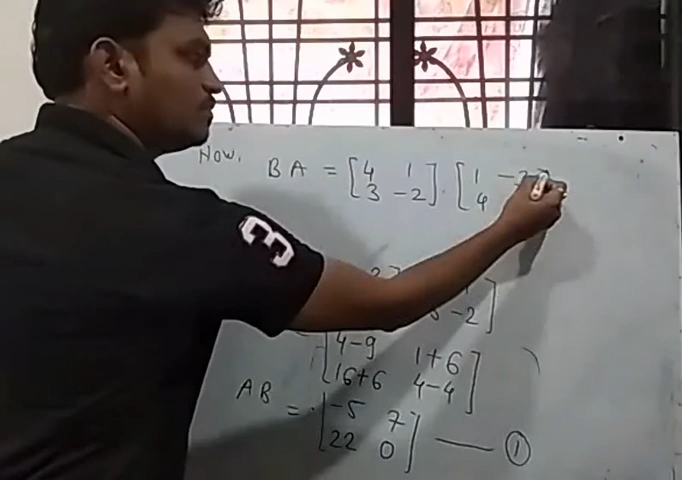 Now, BA = [4 1] . [1 -3]
[3 -2] [4
3
2]
-2]
[4-9 1+6]
[16+6 4-4]
AB = [-5 7]
[22 0] —— ①